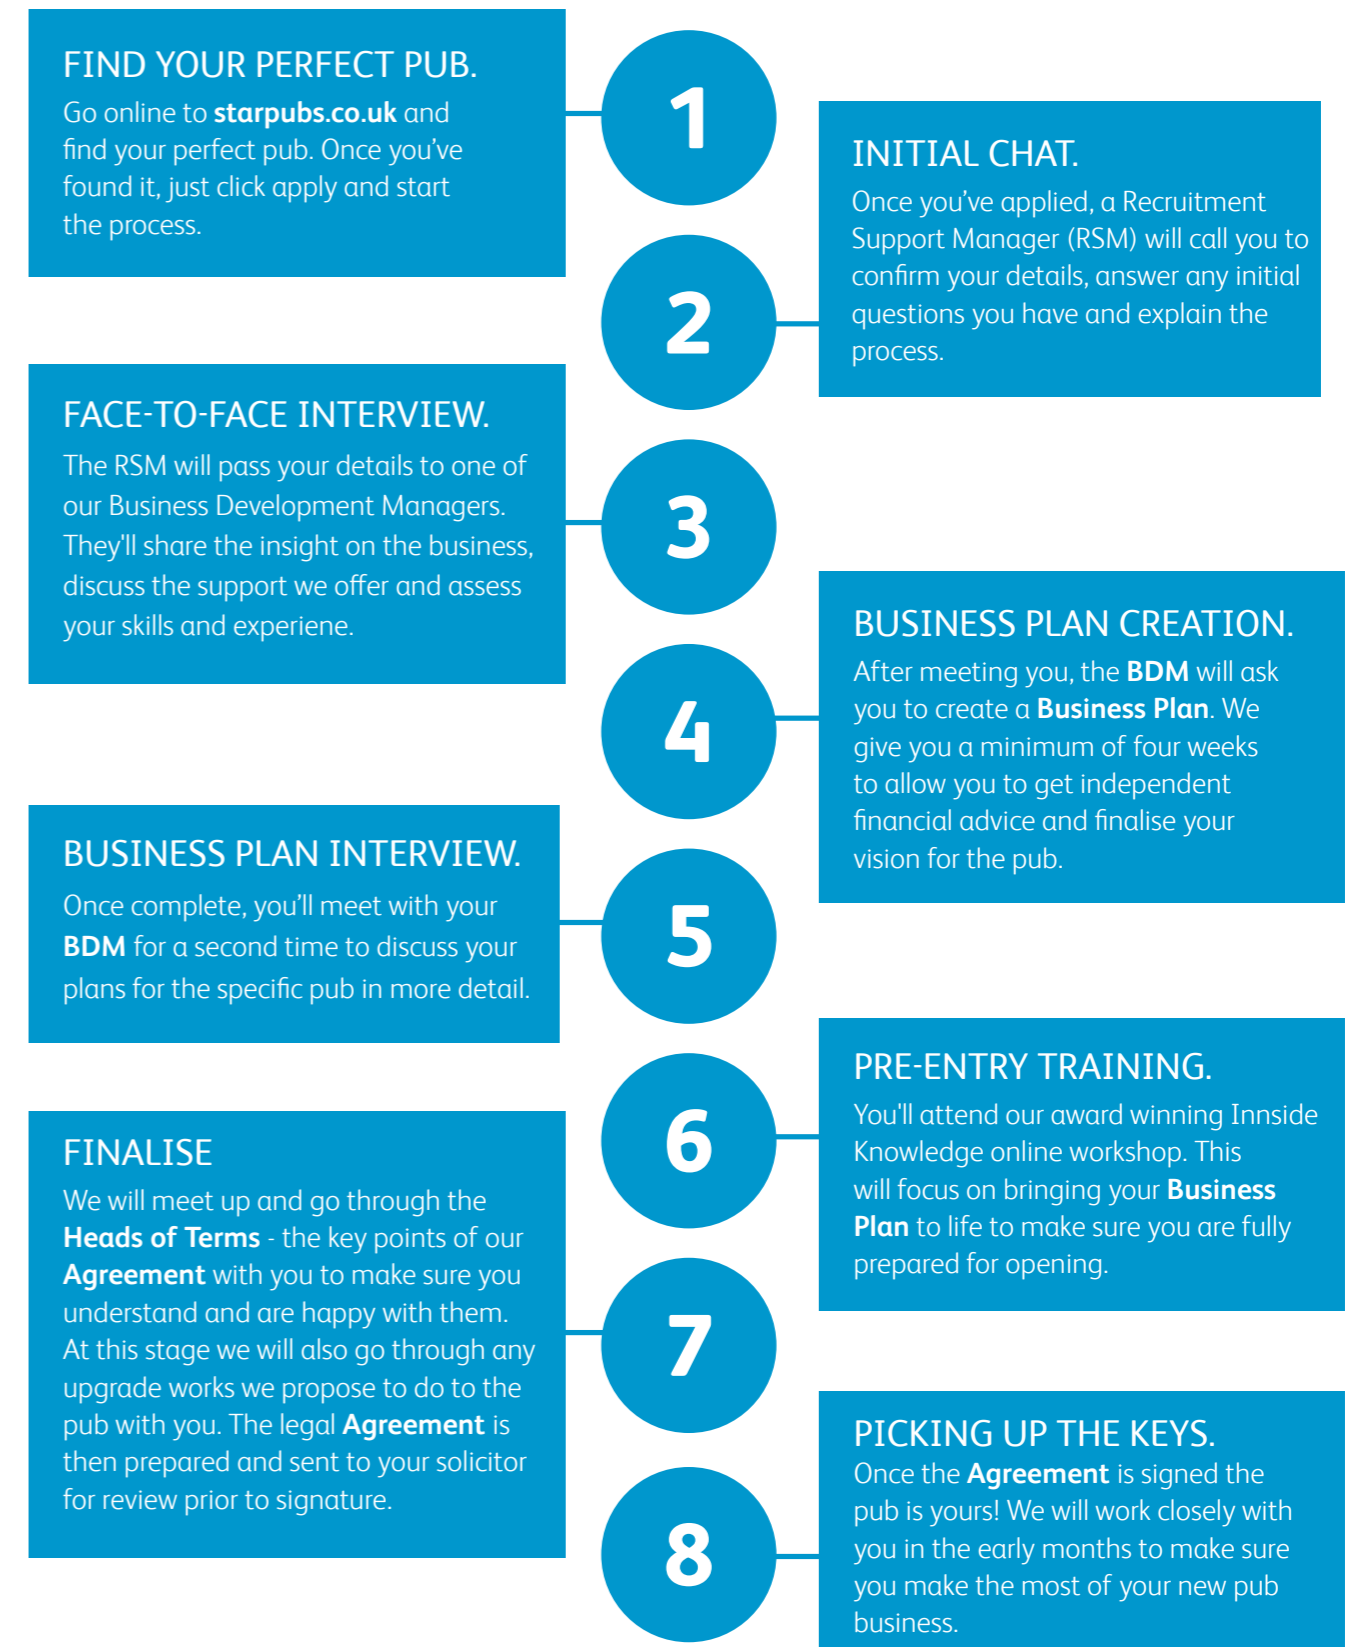 FIND YOUR PERFECT PUB.
Go online to starpubs.co.uk and
find your perfect pub. Once you've
found it, just click apply and start
the process.
1
INITIAL CHAT.
Once you've applied, a Recruitment
Support Manager (RSM) will call you to
confirm your details, answer any initial
questions you have and explain the
process.
2
FACE-TO-FACE INTERVIEW.
The RSM will pass your details to one of
our Business Development Managers.
They'll share the insight on the business,
discuss the support we offer and assess
your skills and experiene.
3
BUSINESS PLAN CREATION.
After meeting you, the BDM will ask
you to create a Business Plan. We
give you a minimum of four weeks
to allow you to get independent
financial advice and finalise your
vision for the pub.
4
BUSINESS PLAN INTERVIEW.
Once complete, you'll meet with your
BDM for a second time to discuss your
plans for the specific pub in more detail.
5
PRE-ENTRY TRAINING.
You'll attend our award winning Innside
Knowledge online workshop. This
will focus on bringing your Business
Plan to life to make sure you are fully
prepared for opening.
6
FINALISE
We will meet up and go through the
Heads of Terms - the key points of our
Agreement with you to make sure you
understand and are happy with them.
At this stage we will also go through any
upgrade works we propose to do to the
pub with you. The legal Agreement is
then prepared and sent to your solicitor
for review prior to signature.
7
PICKING UP THE KEYS.
Once the Agreement is signed the
pub is yours! We will work closely with
you in the early months to make sure
you make the most of your new pub
business.
8